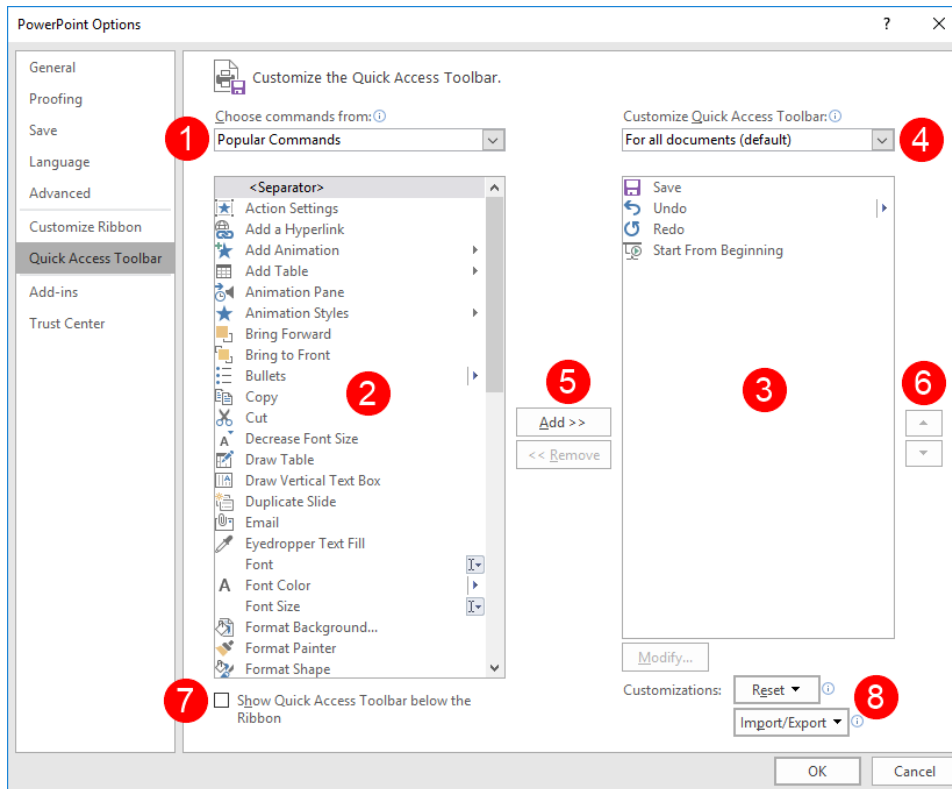 PowerPoint Options
?
General
Proofing
Save
Language
Advanced
Customize Ribbon
Quick Access Toolbar
Add-ins
Trust Center
Customize the Quick Access Toolbar.
Choose commands from:
1
Popular Commands
<Separator>
Action Settings
Add a Hyperlink
Add Animation
Add Table
Animation Pane
Animation Styles
Bring Forward
Bring to Front
Bullets
Copy
Cut
Decrease Font Size
Draw Table
Draw Vertical Text Box
Duplicate Slide
Email
Eyedropper Text Fill
Font
Font Color
Font Size
Format Background...
Format Painter
Format Shape
2
7
Show Quick Access Toolbar below the
Ribbon
5
Add >>
<< Remove
Customize Quick Access Toolbar:
For all documents (default)
4
Save
Undo
Redo
Start From Beginning
3
6
Modify...
Customizations:
Reset
8
Import/Export
OK
Cancel